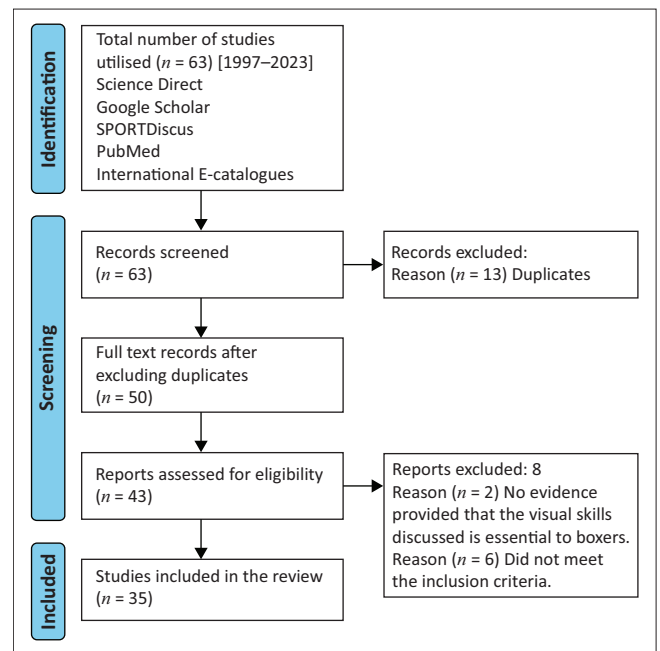 Identification
Total number of studies
utilised (n = 63) [1997–2023]
Science Direct
Google Scholar
SPORTDiscus
PubMed
International E-catalogues
Screening
Records screened
(n = 63)
Records excluded:
Reason (n = 13) Duplicates
Full text records after
excluding duplicates
(n = 50)
Reports assessed for eligibility
(n = 43)
Reports excluded: 8
Reason (n = 2) No evidence
provided that the visual skills
discussed is essential to boxers.
Reason (n = 6) Did not meet
the inclusion criteria.
Included
Studies included in the review
(n = 35)